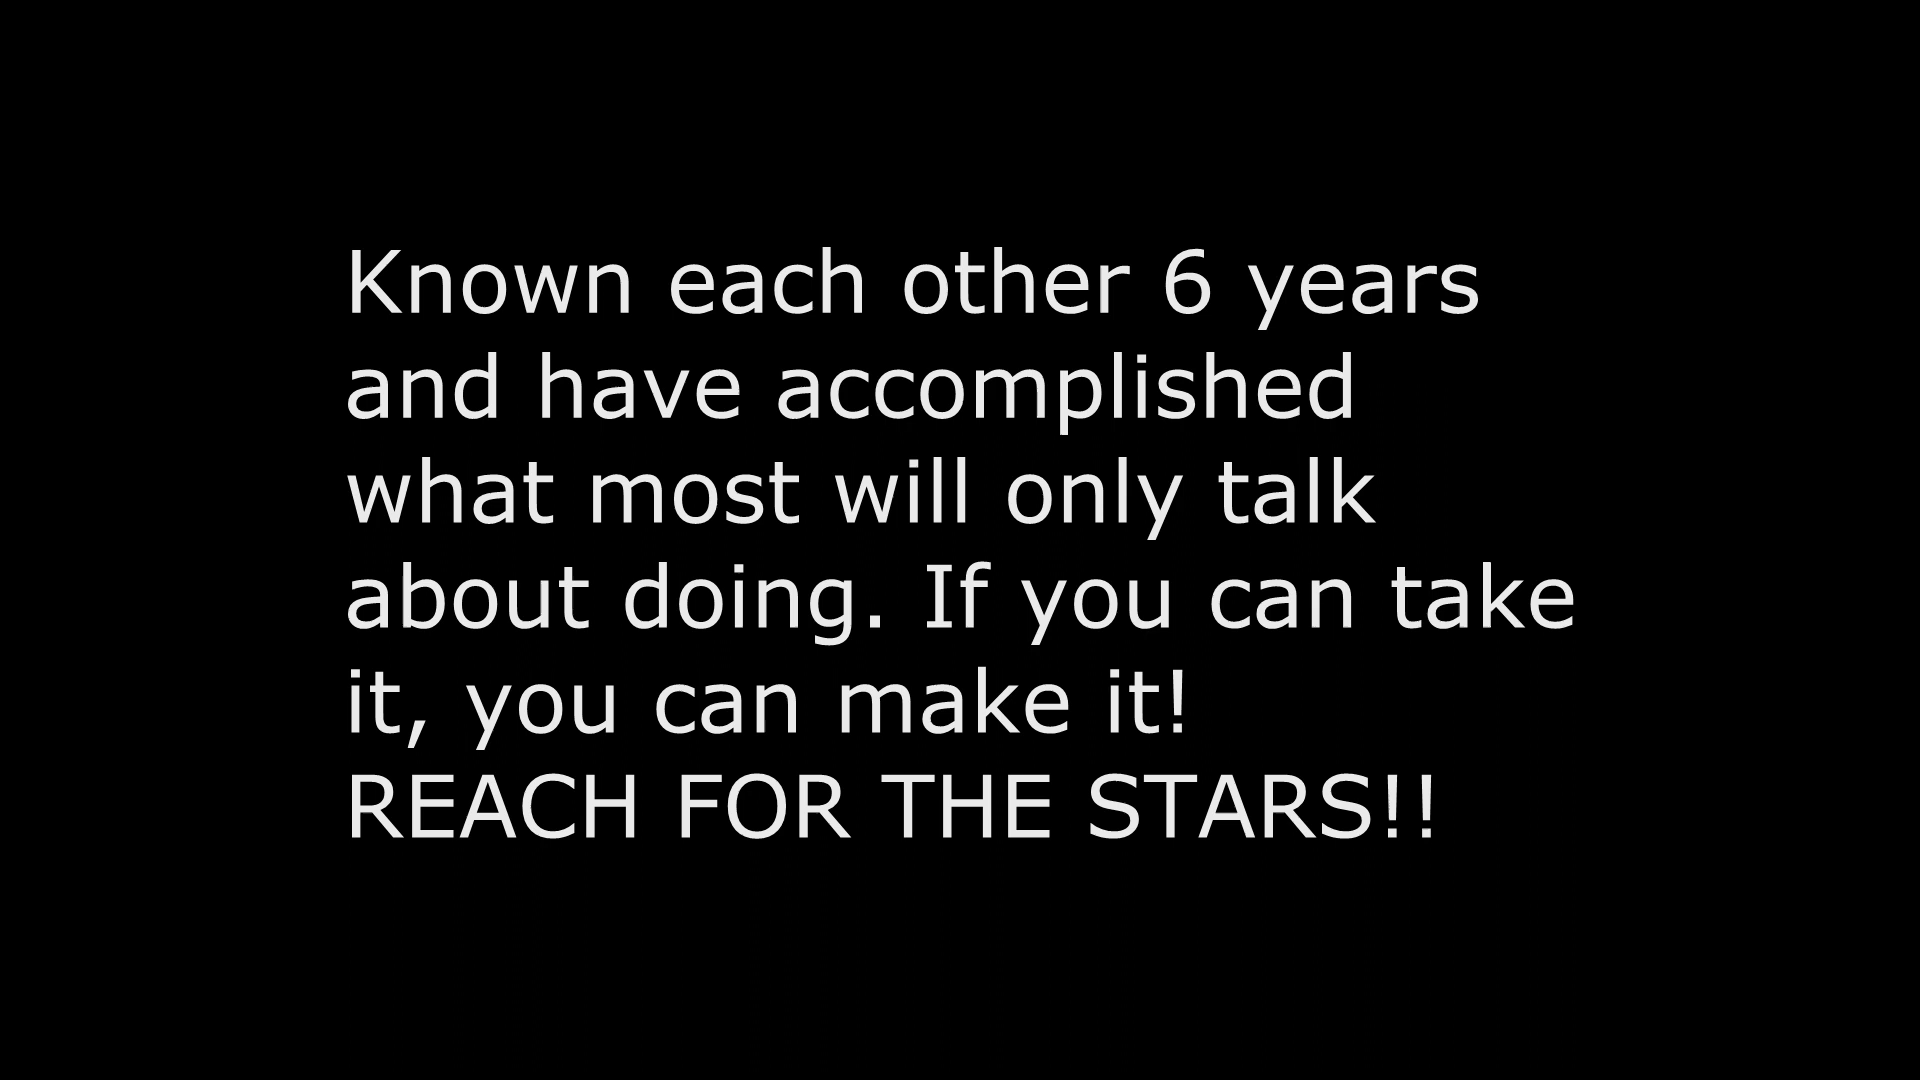 Known each other 6 years
and have accomplished
what most will only talk
about doing. If you can take
it, you can make it!
REACH FOR THE STARS!!